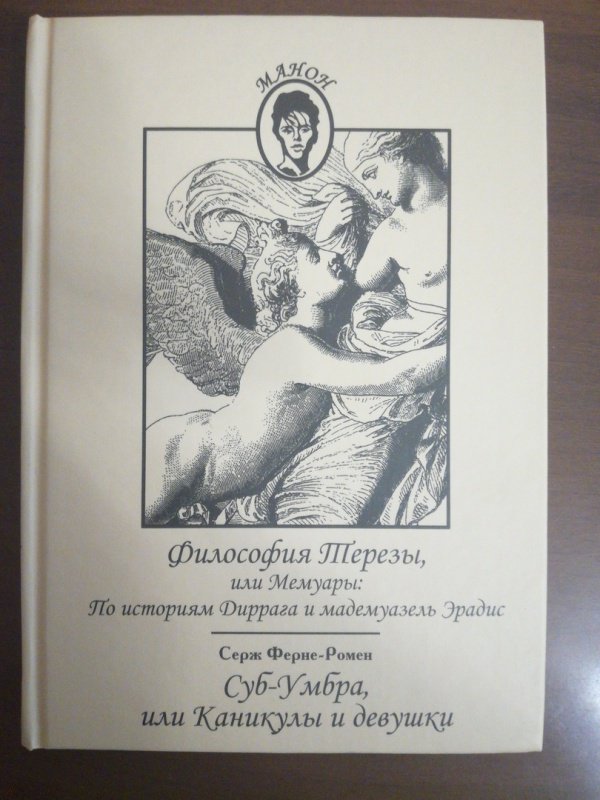 МАНОН
Философия Терезы,
или Мемуары:
По историям Диррага и мадемуазель Эрадис
Серж Ферне-Ромен
Суб-Умбра,
или Каникулы и девушки